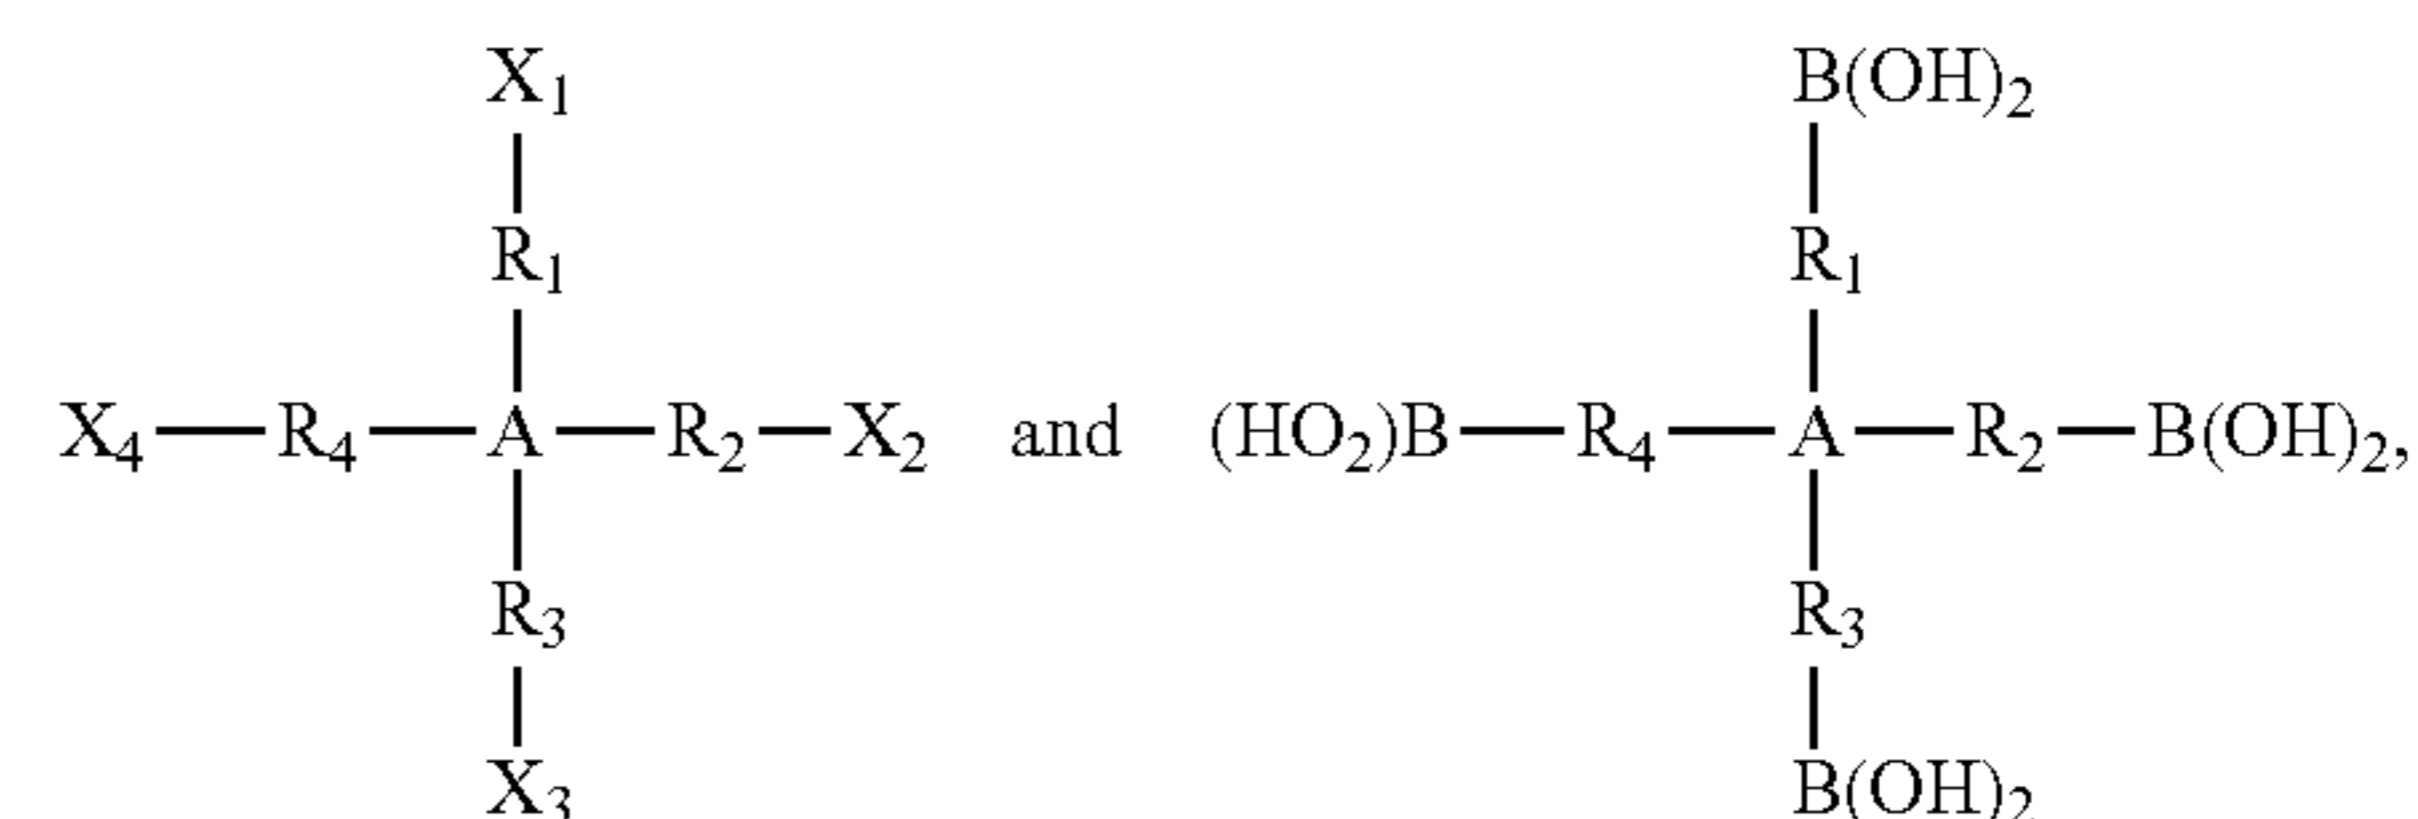 X₁ B(OH)₂
R₁ R₁
X₄—R₄—A—R₂—X₂ and (HO₂)B—R₄—A—R₂—B(OH)₂,
R₃ R₃
X₃ B(OH)₂